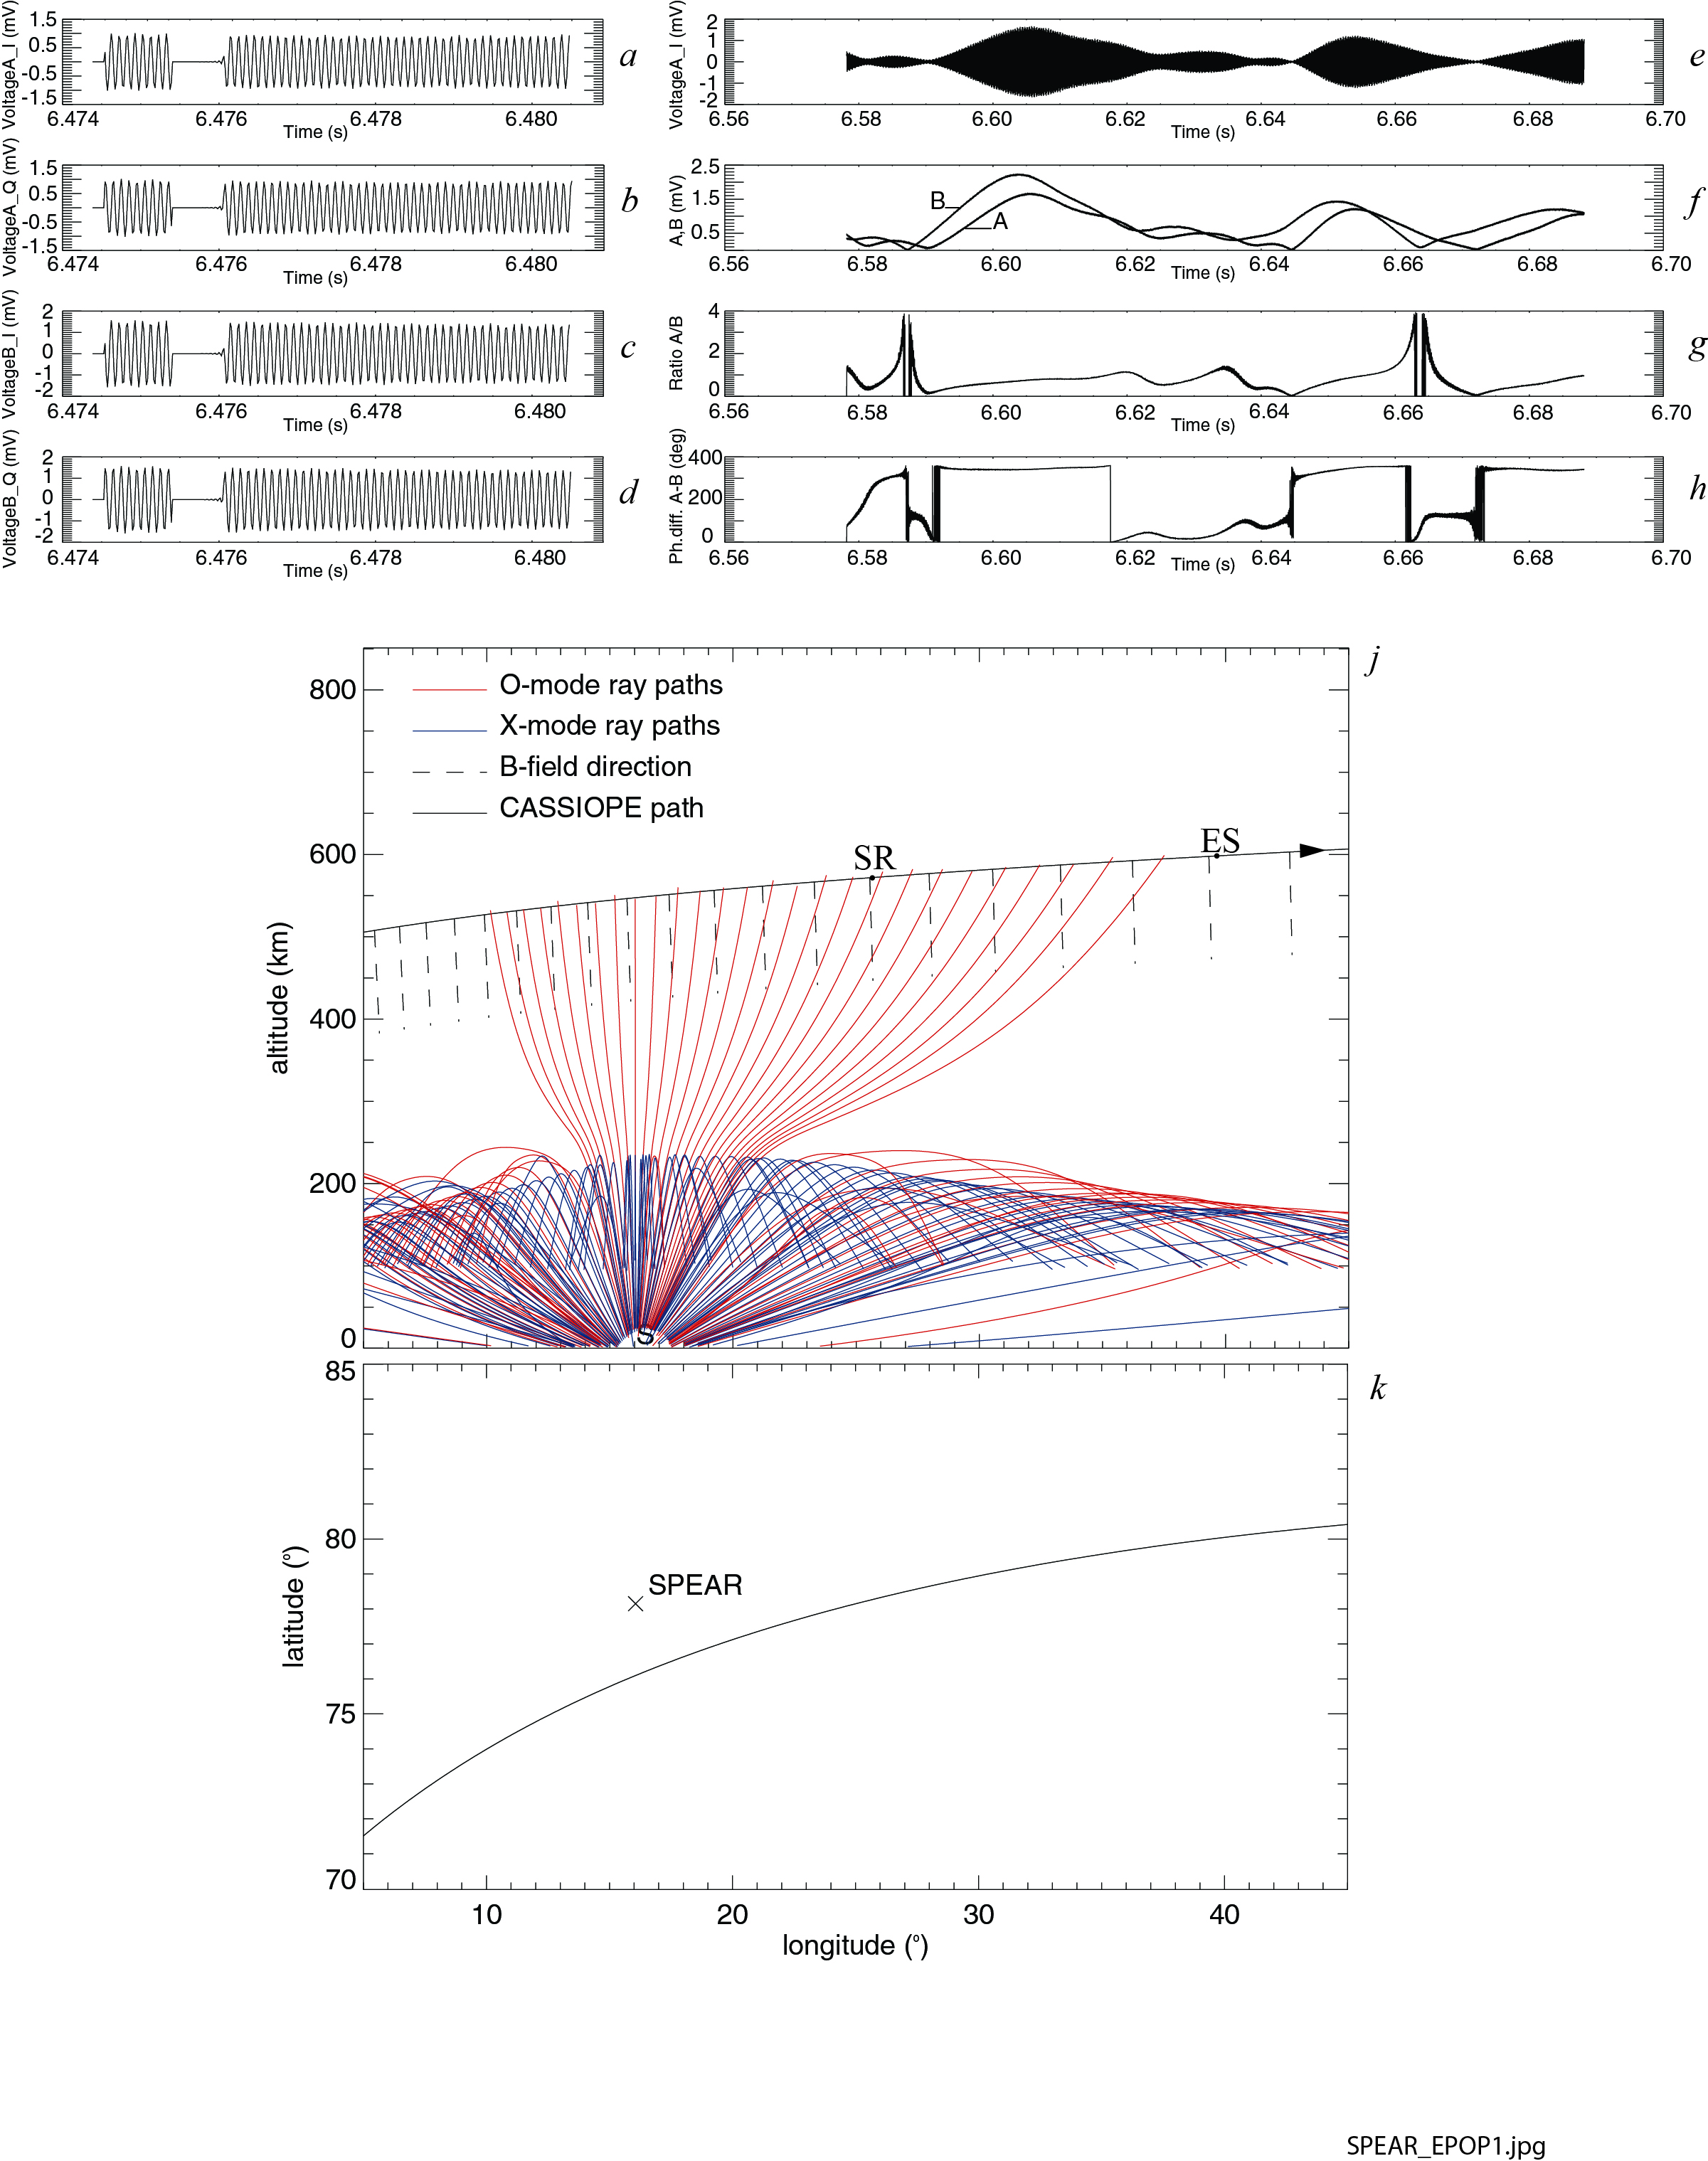 VoltageA_I (mV)
1.5
0.5
-0.5
-1.5
6.474 6.476 6.478 6.480
Time (s)
a
VoltageA_Q (mV)
1.5
0.5
-0.5
-1.5
6.474 6.476 6.478 6.480
Time (s)
b
VoltageB_I (mV)
2
1
0
-1
-2
6.474 6.476 6.478 6.480
Time (s)
c
VoltageB_Q (mV)
2
1
0
-1
-2
6.474 6.476 6.478 6.480
Time (s)
d
VoltageA_I (mV)
2
1
0
-1
-2
6.56 6.58 6.60 6.62 6.64 6.66 6.68 6.70
Time (s)
e
A,B (mV)
2.5
1.5
0.5
B
A
6.56 6.58 6.60 6.62 6.64 6.66 6.68 6.70
Time (s)
f
Ratio A/B
4
2
0
6.56 6.58 6.60 6.62 6.64 6.66 6.68 6.70
Time (s)
g
Ph.diff. A-B (deg)
400
200
0
6.56 6.58 6.60 6.62 6.64 6.66 6.68 6.70
Time (s)
h
j
O-mode ray paths
X-mode ray paths
B-field direction
CASSIOPE path
SR
ES
altitude (km)
800
600
400
200
0
S
k
latitude (°)
85
80
75
70
SPEAR
10 20 30 40
longitude (°)
SPEAR_EPOP1.jpg